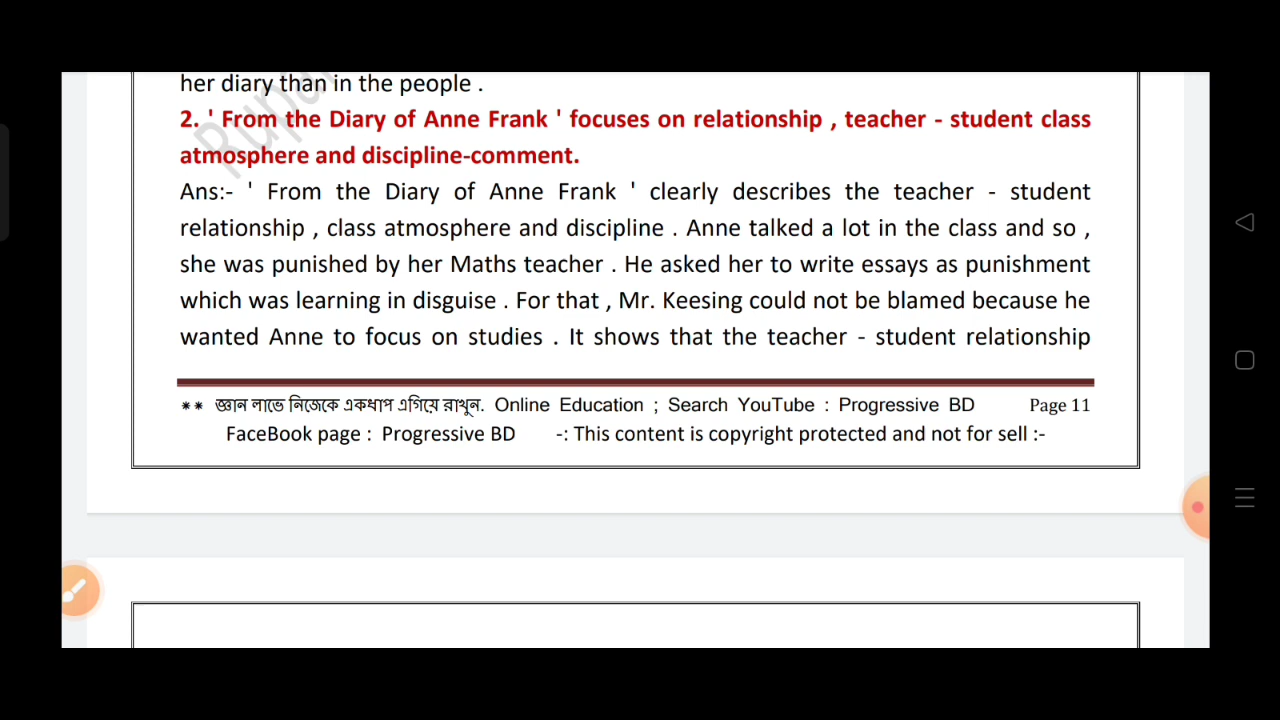 her diary than in the people .
2. ' From the Diary of Anne Frank ' focuses on relationship , teacher - student class
atmosphere and discipline-comment.
Ans:- ' From the Diary of Anne Frank ' clearly describes the teacher - student
relationship , class atmosphere and discipline . Anne talked a lot in the class and so ,
she was punished by her Maths teacher . He asked her to write essays as punishment
which was learning in disguise . For that , Mr. Keesing could not be blamed because he
wanted Anne to focus on studies . It shows that the teacher - student relationship
** জ্ঞান লাভে নিজেকে একধাপ এগিয়ে রাখুন. Online Education ; Search YouTube : Progressive BD Page 11
FaceBook page : Progressive BD -: This content is copyright protected and not for sell :-